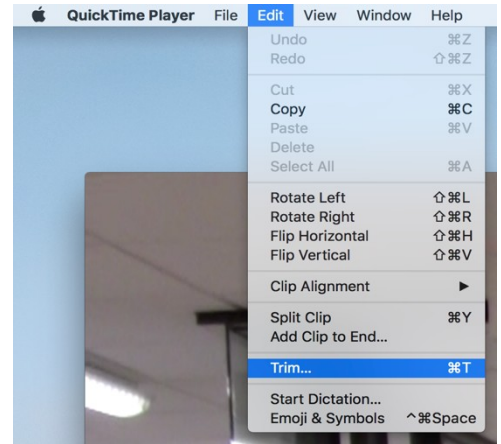 QuickTime Player File Edit View Window Help
Undo ⌘Z
Redo ⇧⌘Z
Cut ⌘X
Copy ⌘C
Paste ⌘V
Delete
Select All ⌘A
Rotate Left ⇧⌘L
Rotate Right ⇧⌘R
Flip Horizontal ⇧⌘H
Flip Vertical ⇧⌘V
Clip Alignment ▶
Split Clip ⌘Y
Add Clip to End...
Trim... ⌘T
Start Dictation...
Emoji & Symbols ^⌘Space